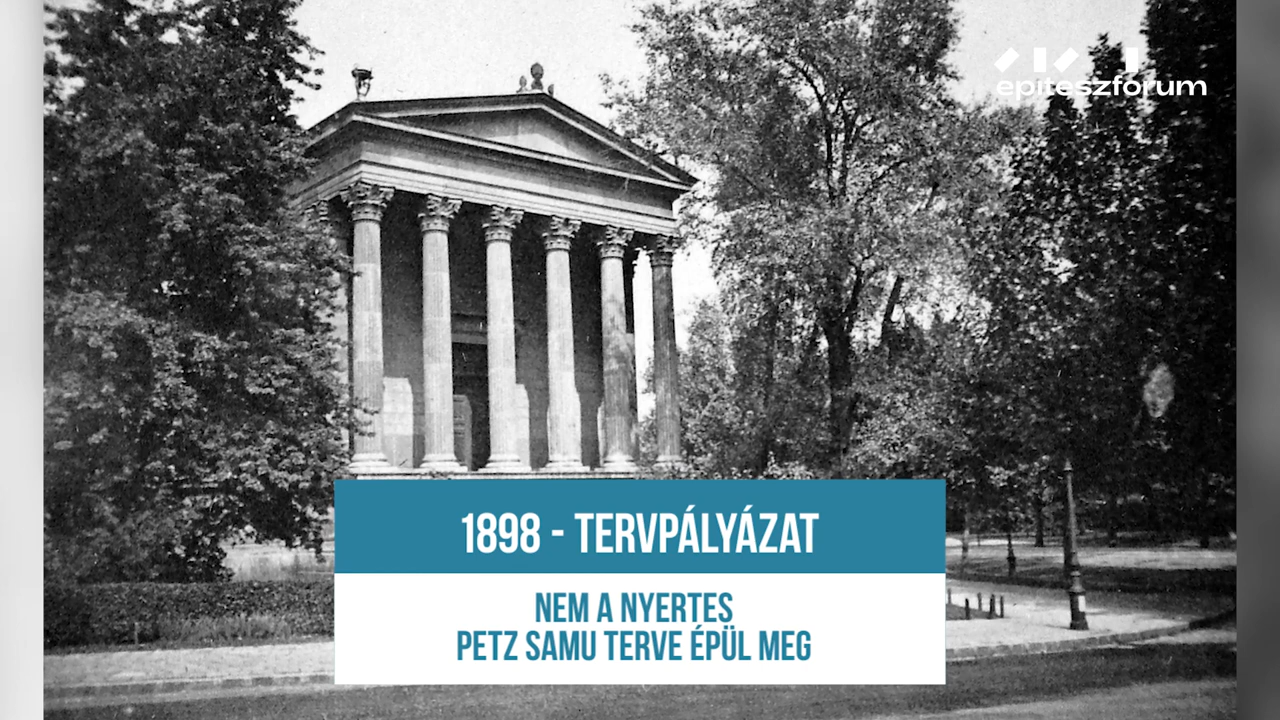 epiteszforum
1898 - TERVPÁLYÁZAT
NEM A NYERTES
PETZ SAMU TERVE ÉPÜL MEG